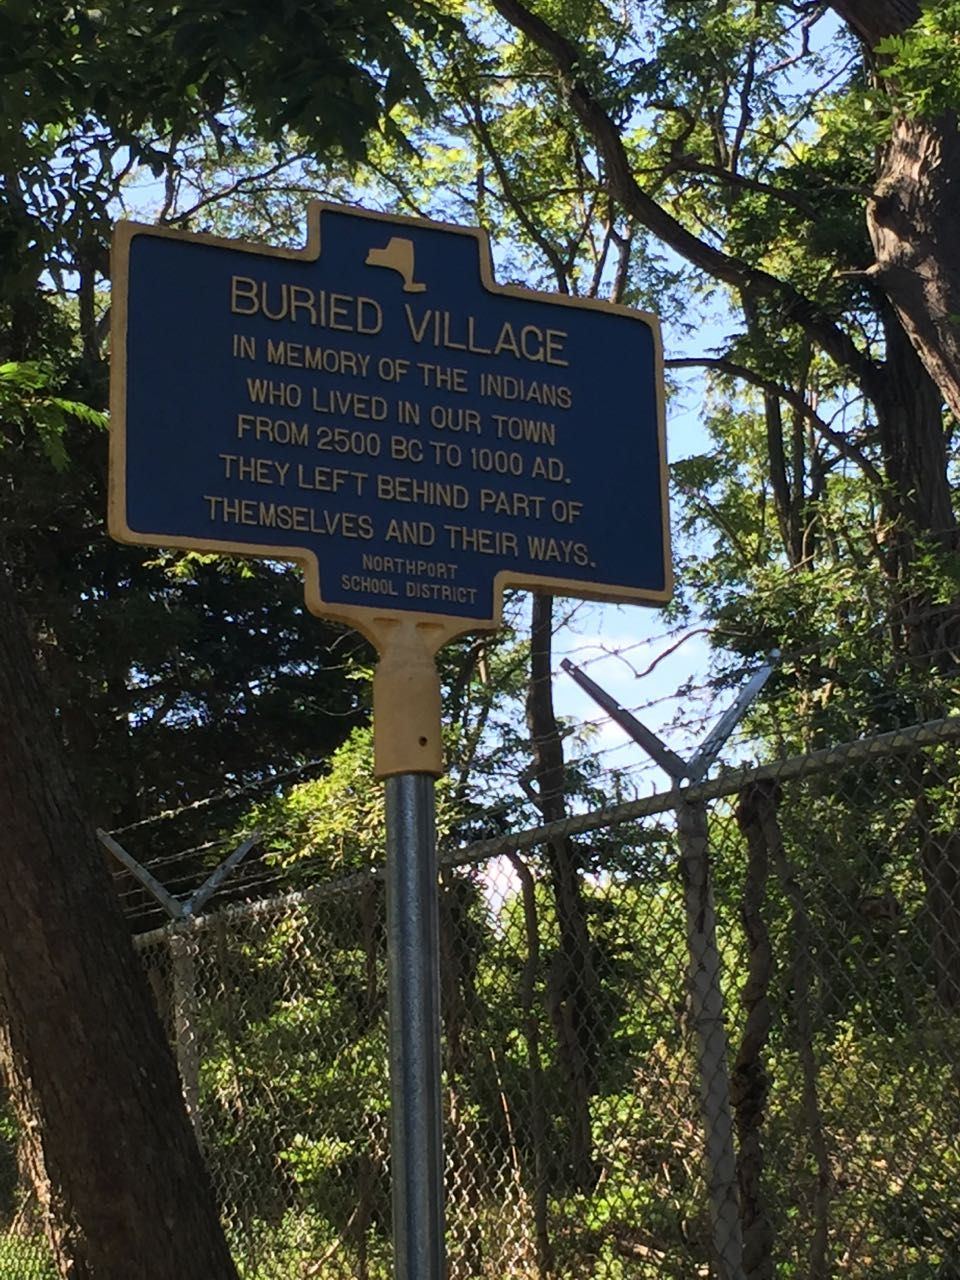 BURIED VILLAGE
IN MEMORY OF THE INDIANS
WHO LIVED IN OUR TOWN
FROM 2500 BC TO 1000 AD.
THEY LEFT BEHIND PART OF
THEMSELVES AND THEIR WAYS.
NORTHPORT
SCHOOL DISTRICT